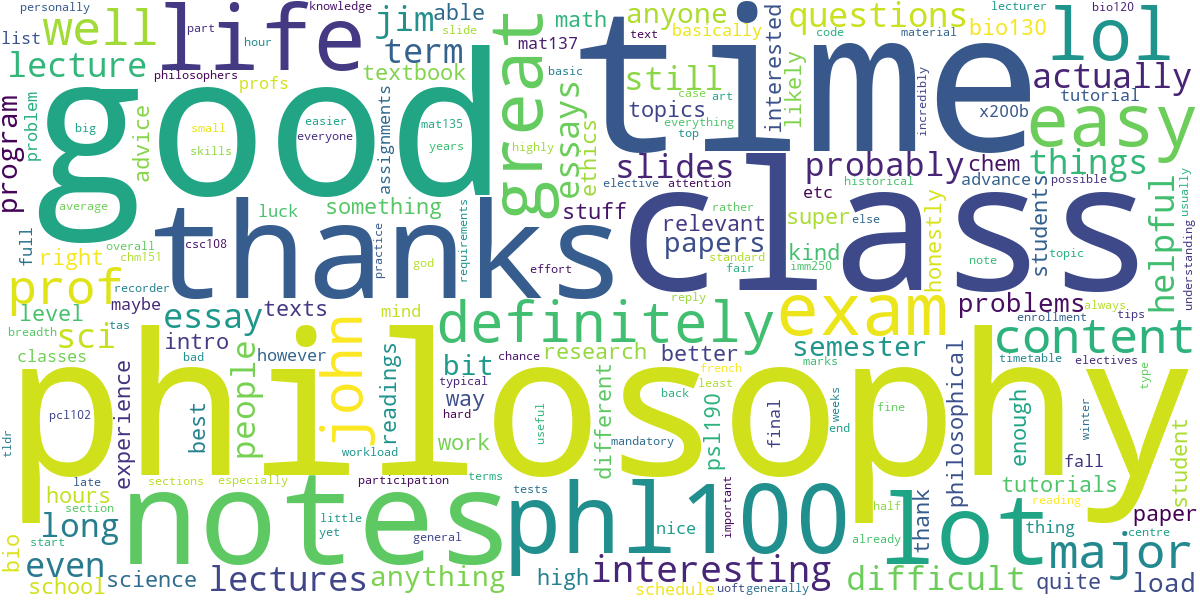 personally
part
knowledge
life
jim
able
math
anyone
questions
lecturer
bio120
list
well
hour
slide
term
great
mat137
text
basically
interested
code
bio130
material
lol
lecture
philosophers
textbook
basic
still
likely
time
actually
profs
good
case
art
x200b
tutorial
program
problem
big
small
easier
everyone
mat135
essays
topics
everything
top
incredibly
easy
advice
skills
assignments
years
highly
ethics
slides
probably
chem
things
average
thanks
elective
attention
class
etc
historical
advance
possible
usually
luck
something
stuff
relevant
rather
super
else
students
helpful
full
right
overall
chm151
csc108
practice
god
requirements
effort
papers
standard
fair
kind
imm250
honestly
note
topic
understanding
prof
recorder
maybe
reply
exam
problems
always
level
tas
essay
texts
mind
definitely
enrollment
tips
sci
breadth
intro
john
bit
chance
research
better
semester
content
classes
bad
people
however
readings
typical
french
least
marks
timetable
electives
type
experience
best
way
hard
back
different
psl190
final
weeks
philosophical
enough
winter
philosophy
pcl102
useful
end
fine
tldr
workload
work
mandatory
fall
student
late
sections
especially
participation
terms
important
half
reading
tutorials
hours
section
notes
tests
phl100
already
lot
thank
thing
paper
long
little
yet
general
nice
major
centre
bio
start
even
school
science
lectures
anything
high
interesting
schedule
uoft
generally
difficult
quite
load